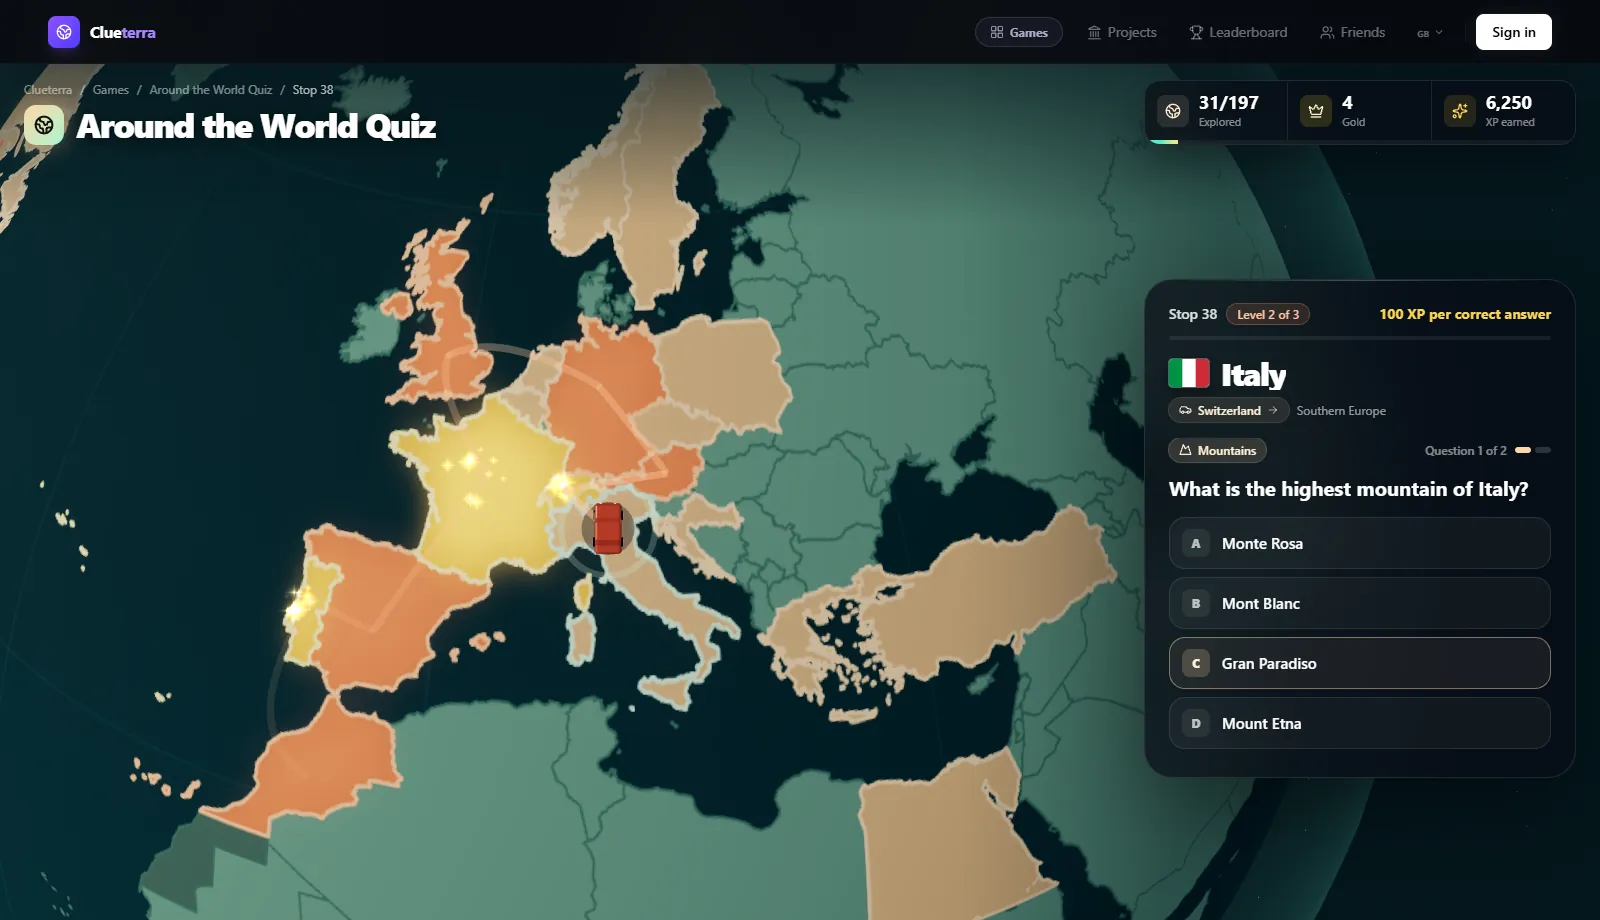 Clueterra
Games
Projects
Leaderboard
Friends
GB
Sign in
Clueterra / Games / Around the World Quiz / Stop 38
Around the World Quiz
31/197
Explored
4
Gold
6,250
XP earned
Stop 38
Level 2 of 3
100 XP per correct answer
Italy
Switzerland →
Southern Europe
Mountains
Question 1 of 2
What is the highest mountain of Italy?
A Monte Rosa
B Mont Blanc
C Gran Paradiso
D Mount Etna